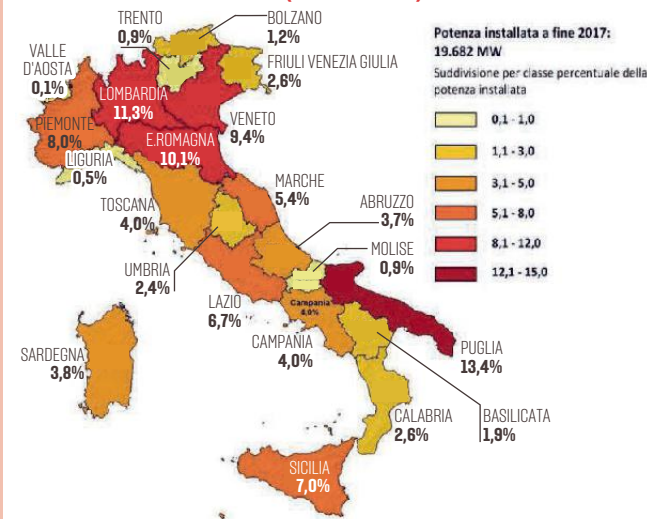 TRENTO
0,9%
BOLZANO
1,2%
VALLE
D'AOSTA
0,1%
FRIULI VENEZIA GIULIA
2,6%
LOMBARDIA
11,3%
PIEMONTE
8,0%
E.ROMAGNA
10,1%
VENETO
9,4%
LIGURIA
0,5%
TOSCANA
4,0%
MARCHE
5,4%
ABRUZZO
3,7%
MOLISE
0,9%
UMBRIA
2,4%
LAZIO
6,7%
Campania
CAMPANIA
4,0%
SARDEGNA
3,8%
PUGLIA
13,4%
CALABRIA
2,6%
BASILICATA
1,9%
SICILIA
7,0%
Potenza installata a fine 2017:
19.682 MW
Suddivisione per classe percentuale della
potenza installata
0,1 - 1,0
1,1 - 3,0
3,1 - 5,0
5,1 - 8,0
8,1 - 12,0
12,1 - 15,0